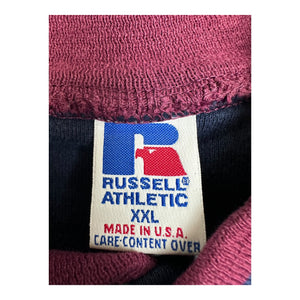 R
RUSSELL ®
ATHLETIC
XXL
MADE IN U.S.A.
CARE·CONTENT OVER